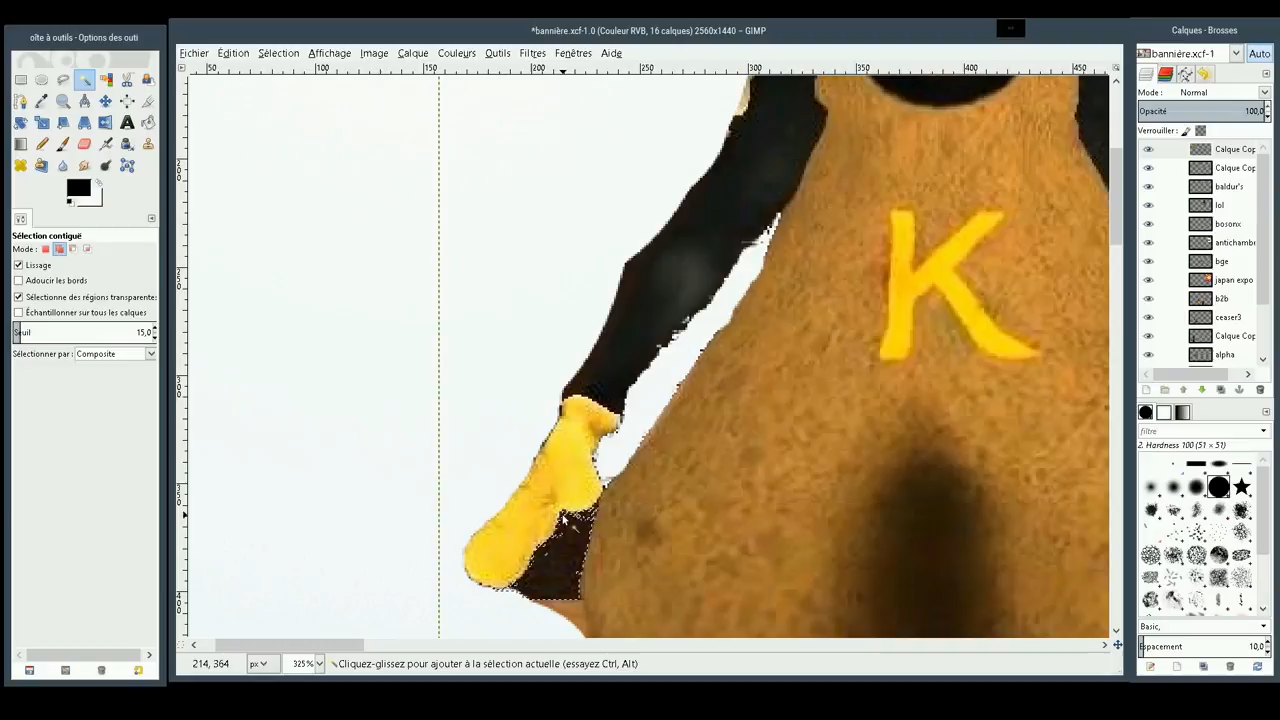 oîte à outils - Options des outi
*bannière.xcf-1.0 (Couleur RVB, 16 calques) 2560x1440 – GIMP
Calques - Brosses
Fichier Édition Sélection Affichage Image Calque Couleurs Outils Filtres Fenêtres Aide
bannière.xcf-1 Auto
50 100 150 200 250 300 350 400 450
Mode : Normal
Opacité 100,0
Verrouiller :
Calque Cop
Calque Cop
baldur's
lol
bosonx
antichambr
bge
japan expo
b2b
ceaser3
Calque Cop
alpha
Sélection contiguë
Mode :
Lissage
Adoucir les bords
Sélectionne des régions transparente:
Échantillonner sur tous les calques
Seuil 15,0
Sélectionner par : Composite
K
filtre
2. Hardness 100 (51 × 51)
Basic,
Espacement 10,0
214, 364 px 325% Cliquez-glissez pour ajouter à la sélection actuelle (essayez Ctrl, Alt)